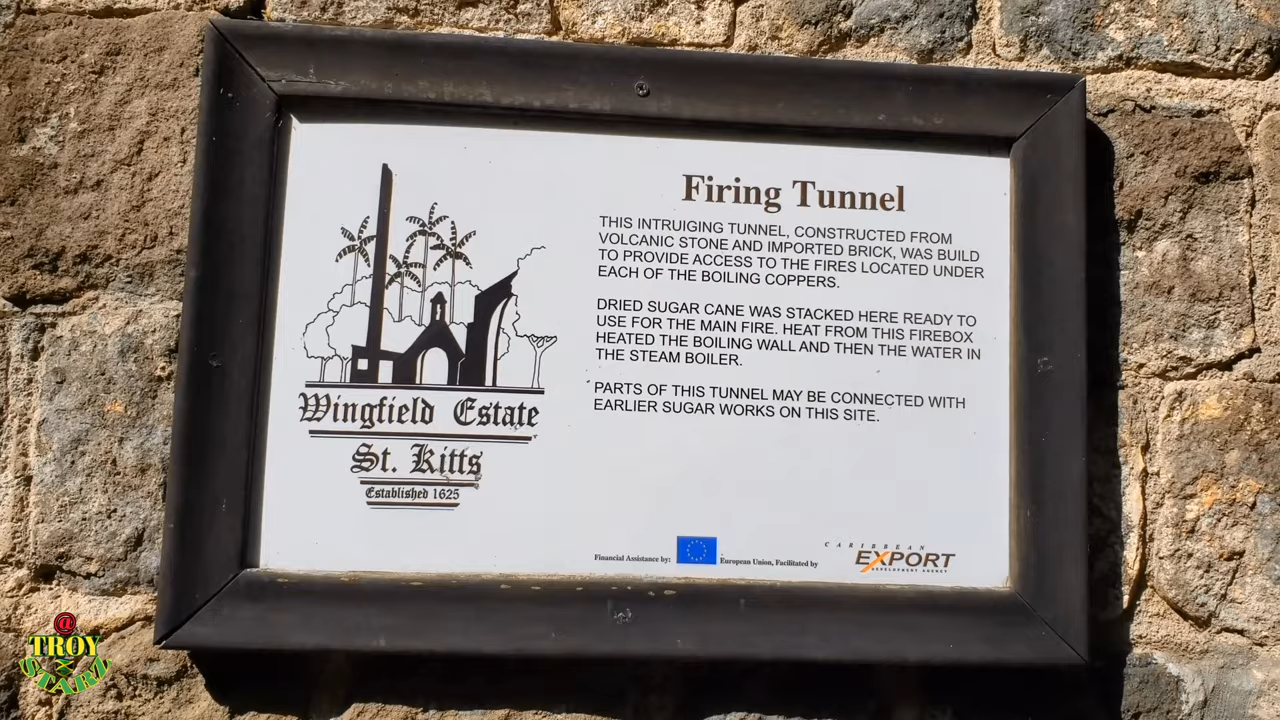 Firing Tunnel
THIS INTRUIGING TUNNEL, CONSTRUCTED FROM
VOLCANIC STONE AND IMPORTED BRICK, WAS BUILD
TO PROVIDE ACCESS TO THE FIRES LOCATED UNDER
EACH OF THE BOILING COPPERS.
DRIED SUGAR CANE WAS STACKED HERE READY TO
USE FOR THE MAIN FIRE. HEAT FROM THIS FIREBOX
HEATED THE BOILING WALL AND THEN THE WATER IN
THE STEAM BOILER.
PARTS OF THIS TUNNEL MAY BE CONNECTED WITH
EARLIER SUGAR WORKS ON THIS SITE.
Wingfield Estate
St. Kitts
Established 1625
Financial Assistance by:
European Union, Facilitated by
CARIBBEAN
EXPORT
DEVELOPMENT AGENCY
@
TROY
STARZ